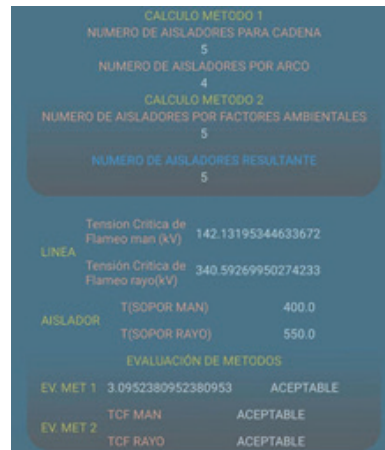 CALCULO METODO 1
NUMERO DE AISLADORES PARA CADENA
5
NUMERO DE AISLADORES POR ARCO
4
CALCULO METODO 2
NUMERO DE AISLADORES POR FACTORES AMBIENTALES
5
NUMERO DE AISLADORES RESULTANTE
5
LINEA
Tension Critica de Flameo man (kV) 142.13195344633672
Tensión Critica de Flameo rayo(kV) 340.59269950274233
AISLADOR
T(SOPOR MAN) 400.0
T(SOPOR RAYO) 550.0
EVALUACIÓN DE METODOS
EV. MET 1 3.0952380952380953 ACEPTABLE
EV. MET 2
TCF MAN ACEPTABLE
TCF RAYO ACEPTABLE